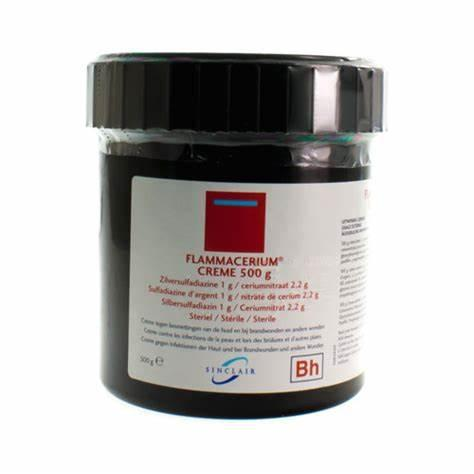 FLAMMACERIUM®
CREME 500 g
Zilversulfadiazine 1 g / ceriumnitraat 2,2 g
Sulfadiazine d'argent 1 g / nitrate de cerium 2,2 g
Silbersulfadiazin 1 g / Ceriumnitrat 2,2 g
Steriel / Stérile / Sterile
Creme tegen besmettingen van de huid en bij brandwonden en andere wonden
Creme contre les infections de la peau et lors des brûlures et d'autres plaies
Creme gegen Infektionen der Haut und bei Brandwunden und andere Wunden
500 g e
SINCLAIR
Bh